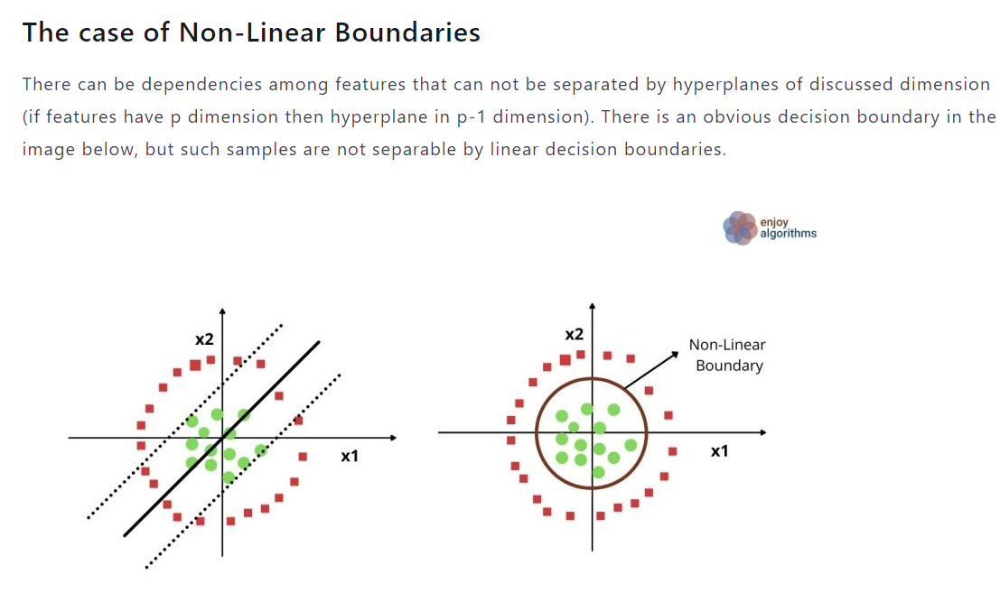 The case of Non-Linear Boundaries
There can be dependencies among features that can not be separated by hyperplanes of discussed dimension
(if features have p dimension then hyperplane in p-1 dimension). There is an obvious decision boundary in the
image below, but such samples are not separable by linear decision boundaries.
enjoy
algorithms
x2
x1
x2
Non-Linear
Boundary
x1